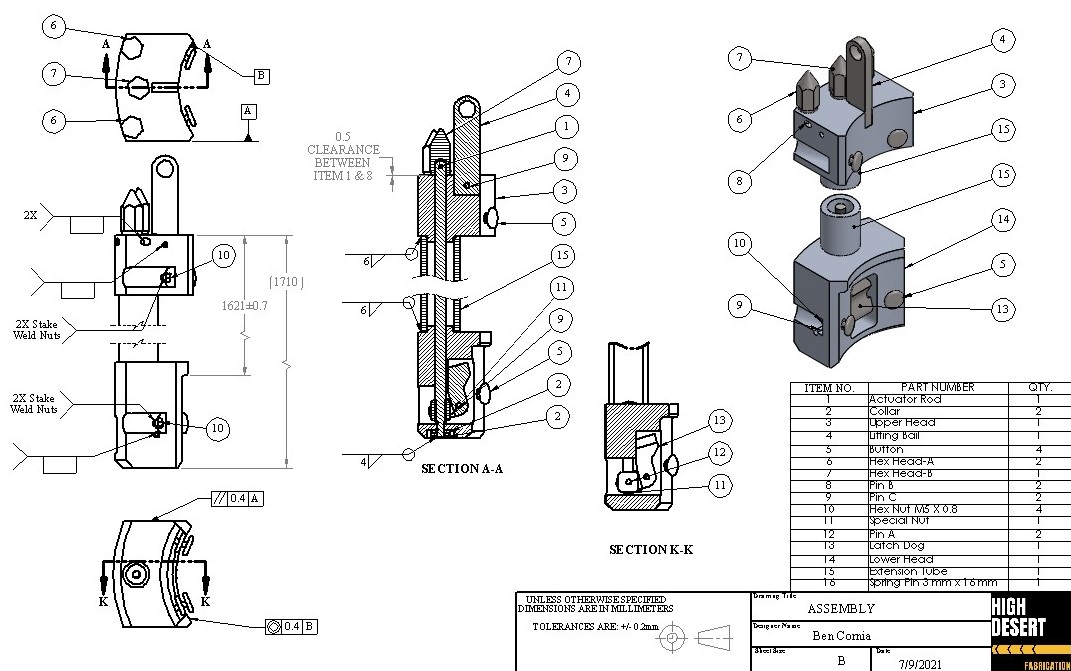 6
7
6
A
A
B
A
2X
10
2X Stake
Weld Nuts
2X Stake
Weld Nuts
10
1621±0.7
(1710)
// 0.4 A
K
K
◎ 0.4 B
0.5
CLEARANCE
BETWEEN
ITEM 1 & 8
6
6
4
7
4
1
9
3
5
15
11
9
5
2
2
SECTION A-A
13
12
11
SECTION K-K
7
6
8
4
3
15
15
10
9
14
5
13
ITEM NO. PART NUMBER QTY.
1 Actuator Rod 1
2 Collar 2
3 Upper Head 1
4 Lifting Bail 1
5 Button 4
6 Hex Head-A 2
7 Hex Head-B 1
8 Pin B 2
9 Pin C 2
10 Hex Nut M5 X 0.8 4
11 Special Nut 1
12 Pin A 2
13 Latch Dog 1
14 Lower Head 1
15 Extension Tube 1
16 Spring Pin 3 mm x 16 mm 1
UNLESS OTHERWISE SPECIFIED
DIMENSIONS ARE IN MILLIMETERS
TOLERANCES ARE: +/- 0.2mm
Drawing Title
ASSEMBLY
Designer Name
Ben Cornia
Sheet Size
B
Date
7/9/2021
HIGH
DESERT
FABRICATION